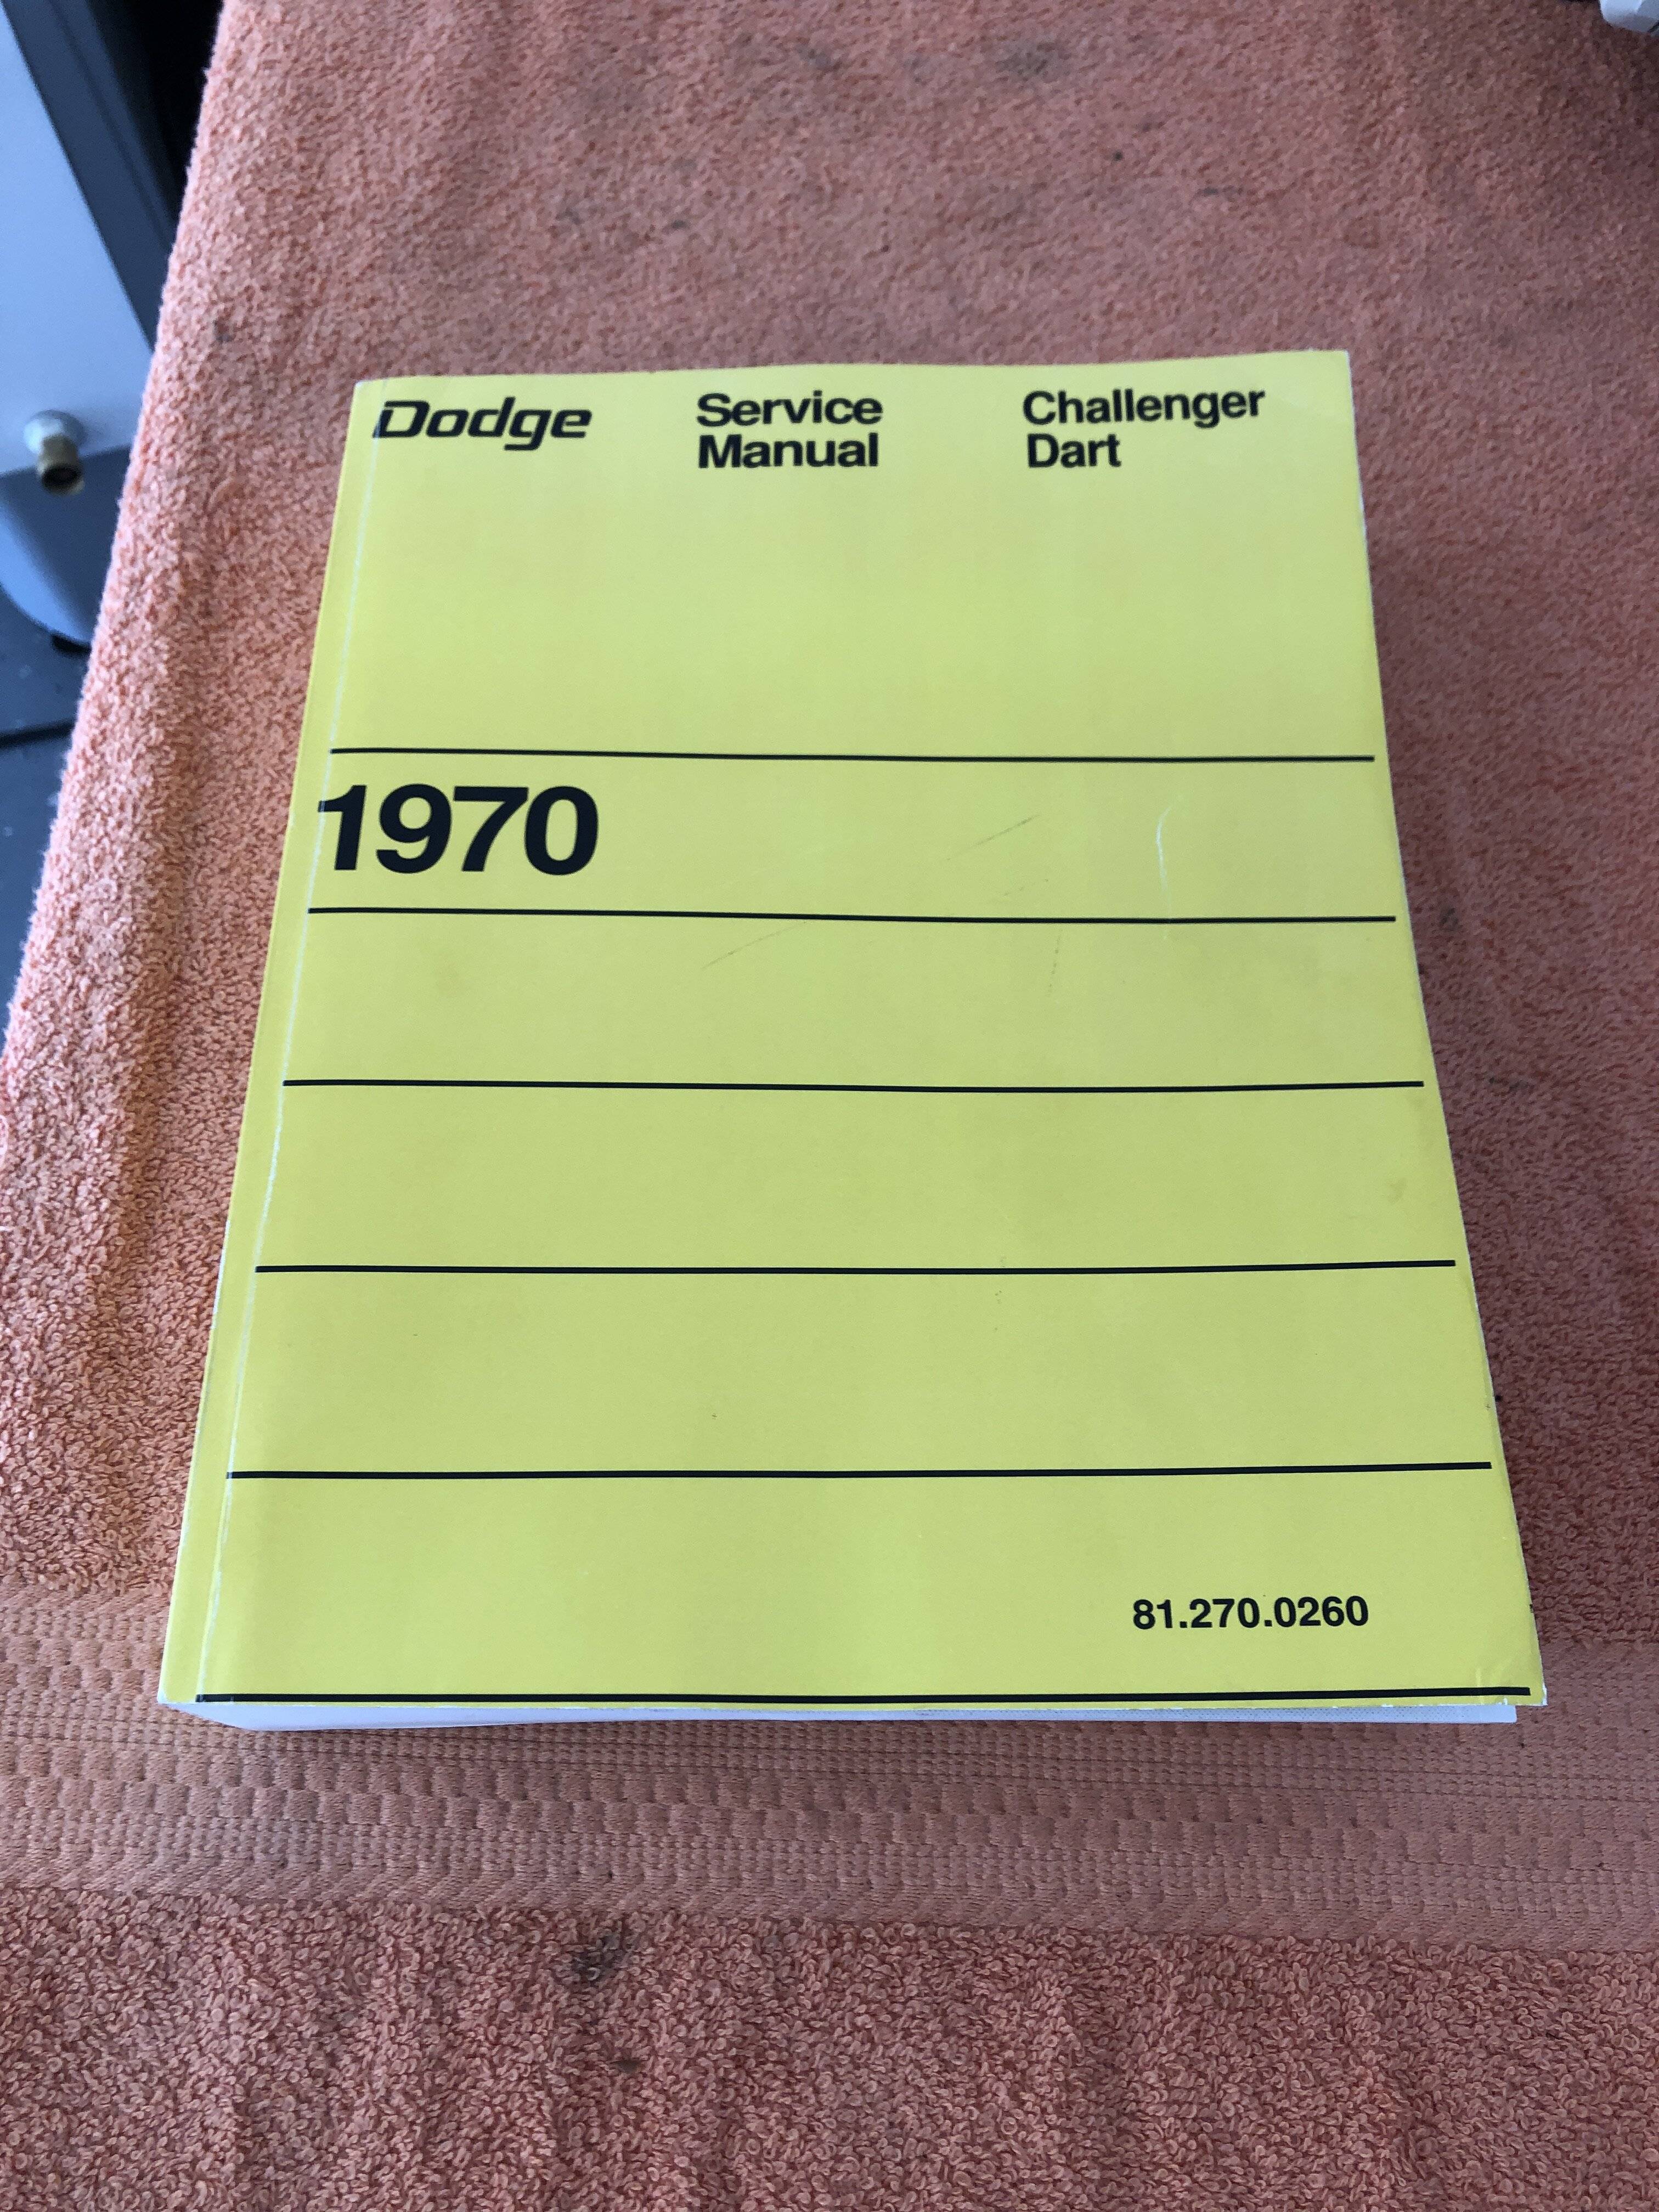 Dodge
Service
Manual
Challenger
Dart
1970
81.270.0260